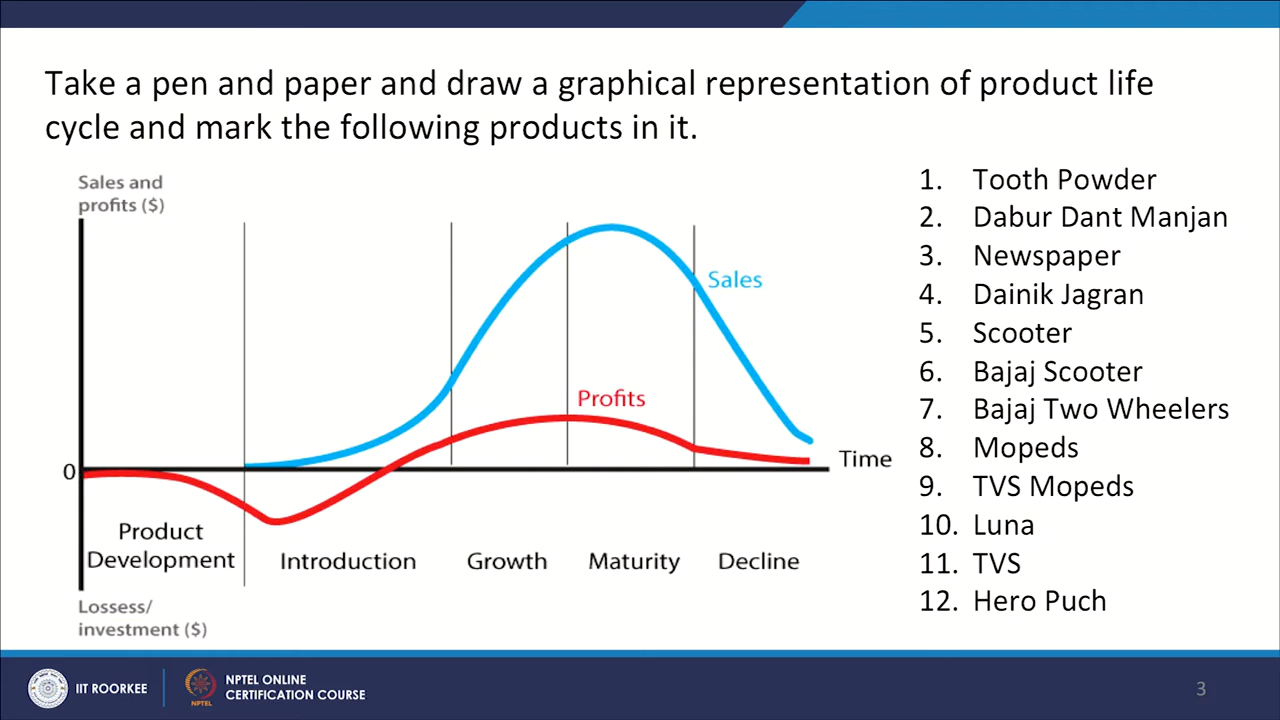 Take a pen and paper and draw a graphical representation of product life
cycle and mark the following products in it.
Sales and
profits ($)
Sales
Profits
0
Time
Product
Development
Introduction
Growth
Maturity
Decline
Lossess/
investment ($)
1. Tooth Powder
2. Dabur Dant Manjan
3. Newspaper
4. Dainik Jagran
5. Scooter
6. Bajaj Scooter
7. Bajaj Two Wheelers
8. Mopeds
9. TVS Mopeds
10. Luna
11. TVS
12. Hero Puch
IIT ROORKEE
NPTEL
NPTEL ONLINE
CERTIFICATION COURSE
3